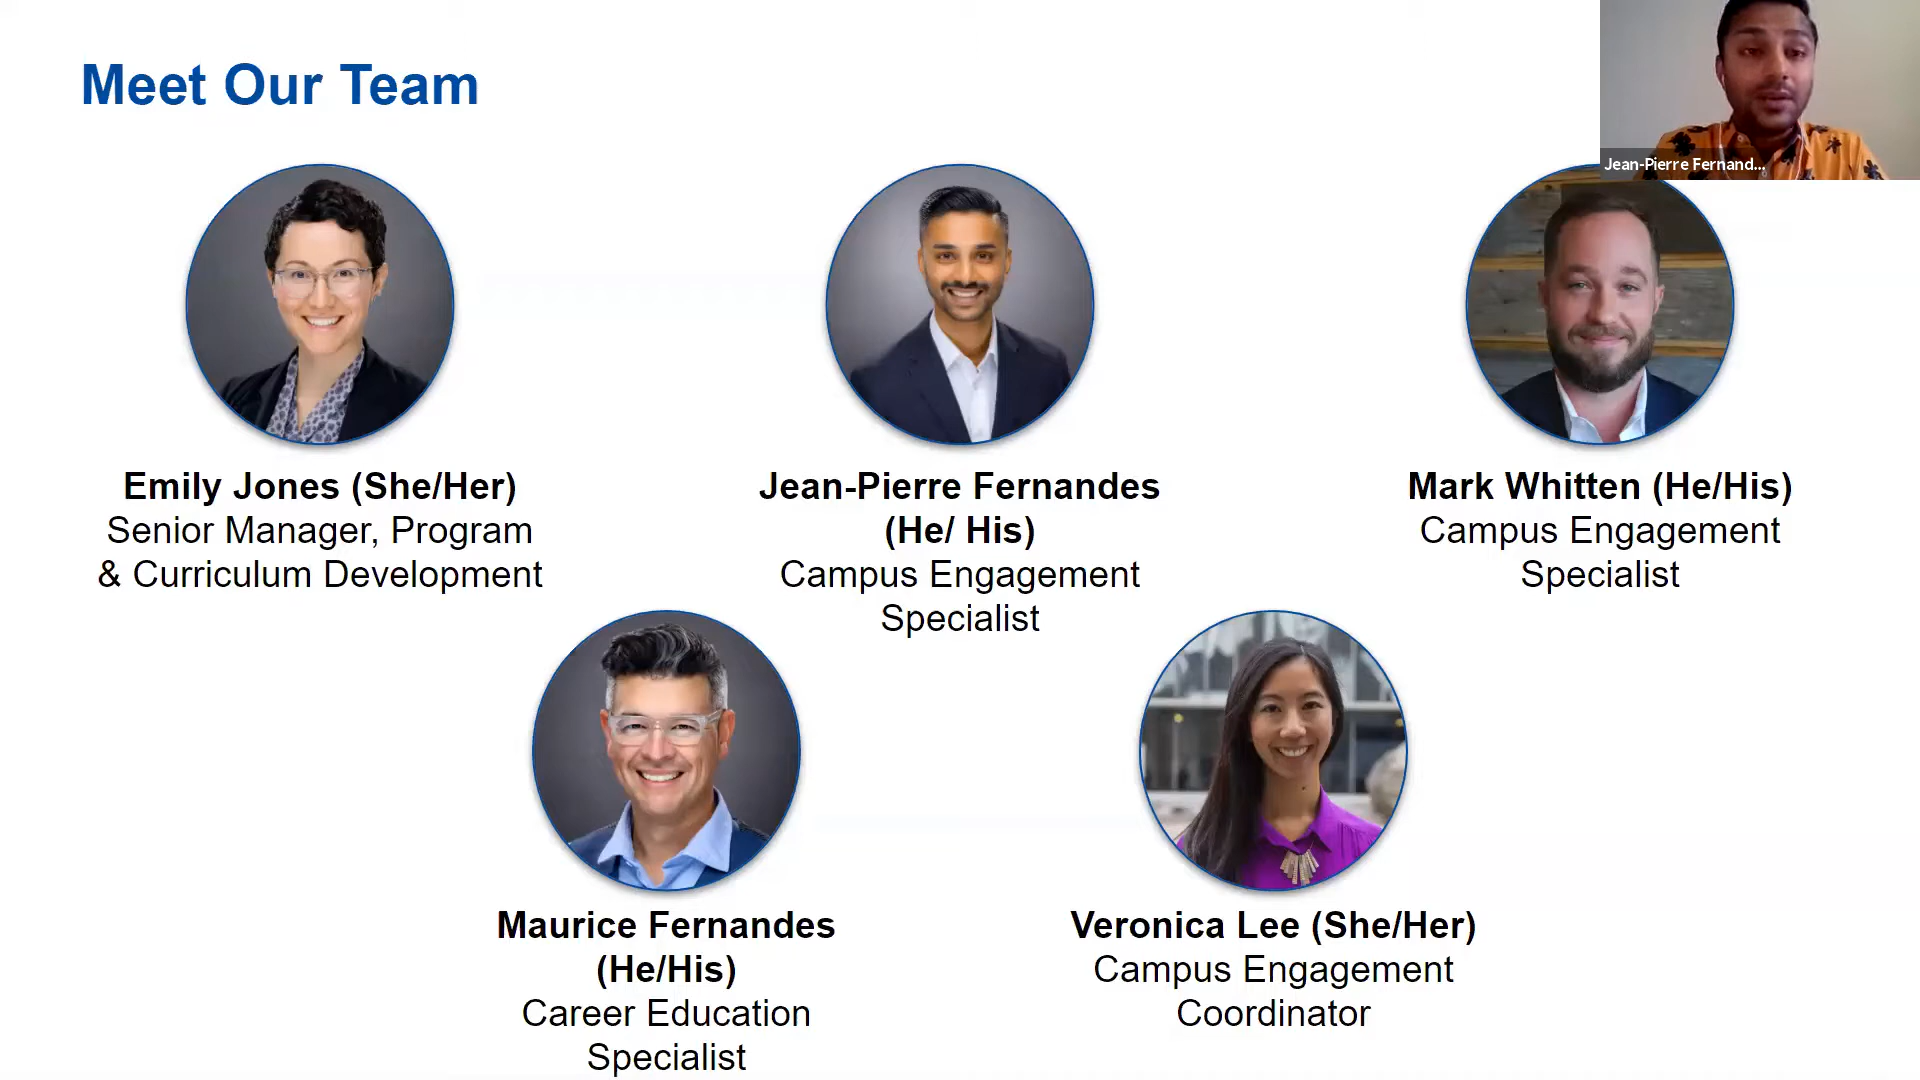 Meet Our Team
Jean-Pierre Fernand...
Emily Jones (She/Her)
Senior Manager, Program
& Curriculum Development
Jean-Pierre Fernandes
(He/ His)
Campus Engagement
Specialist
Mark Whitten (He/His)
Campus Engagement
Specialist
Maurice Fernandes
(He/His)
Career Education
Specialist
Veronica Lee (She/Her)
Campus Engagement
Coordinator